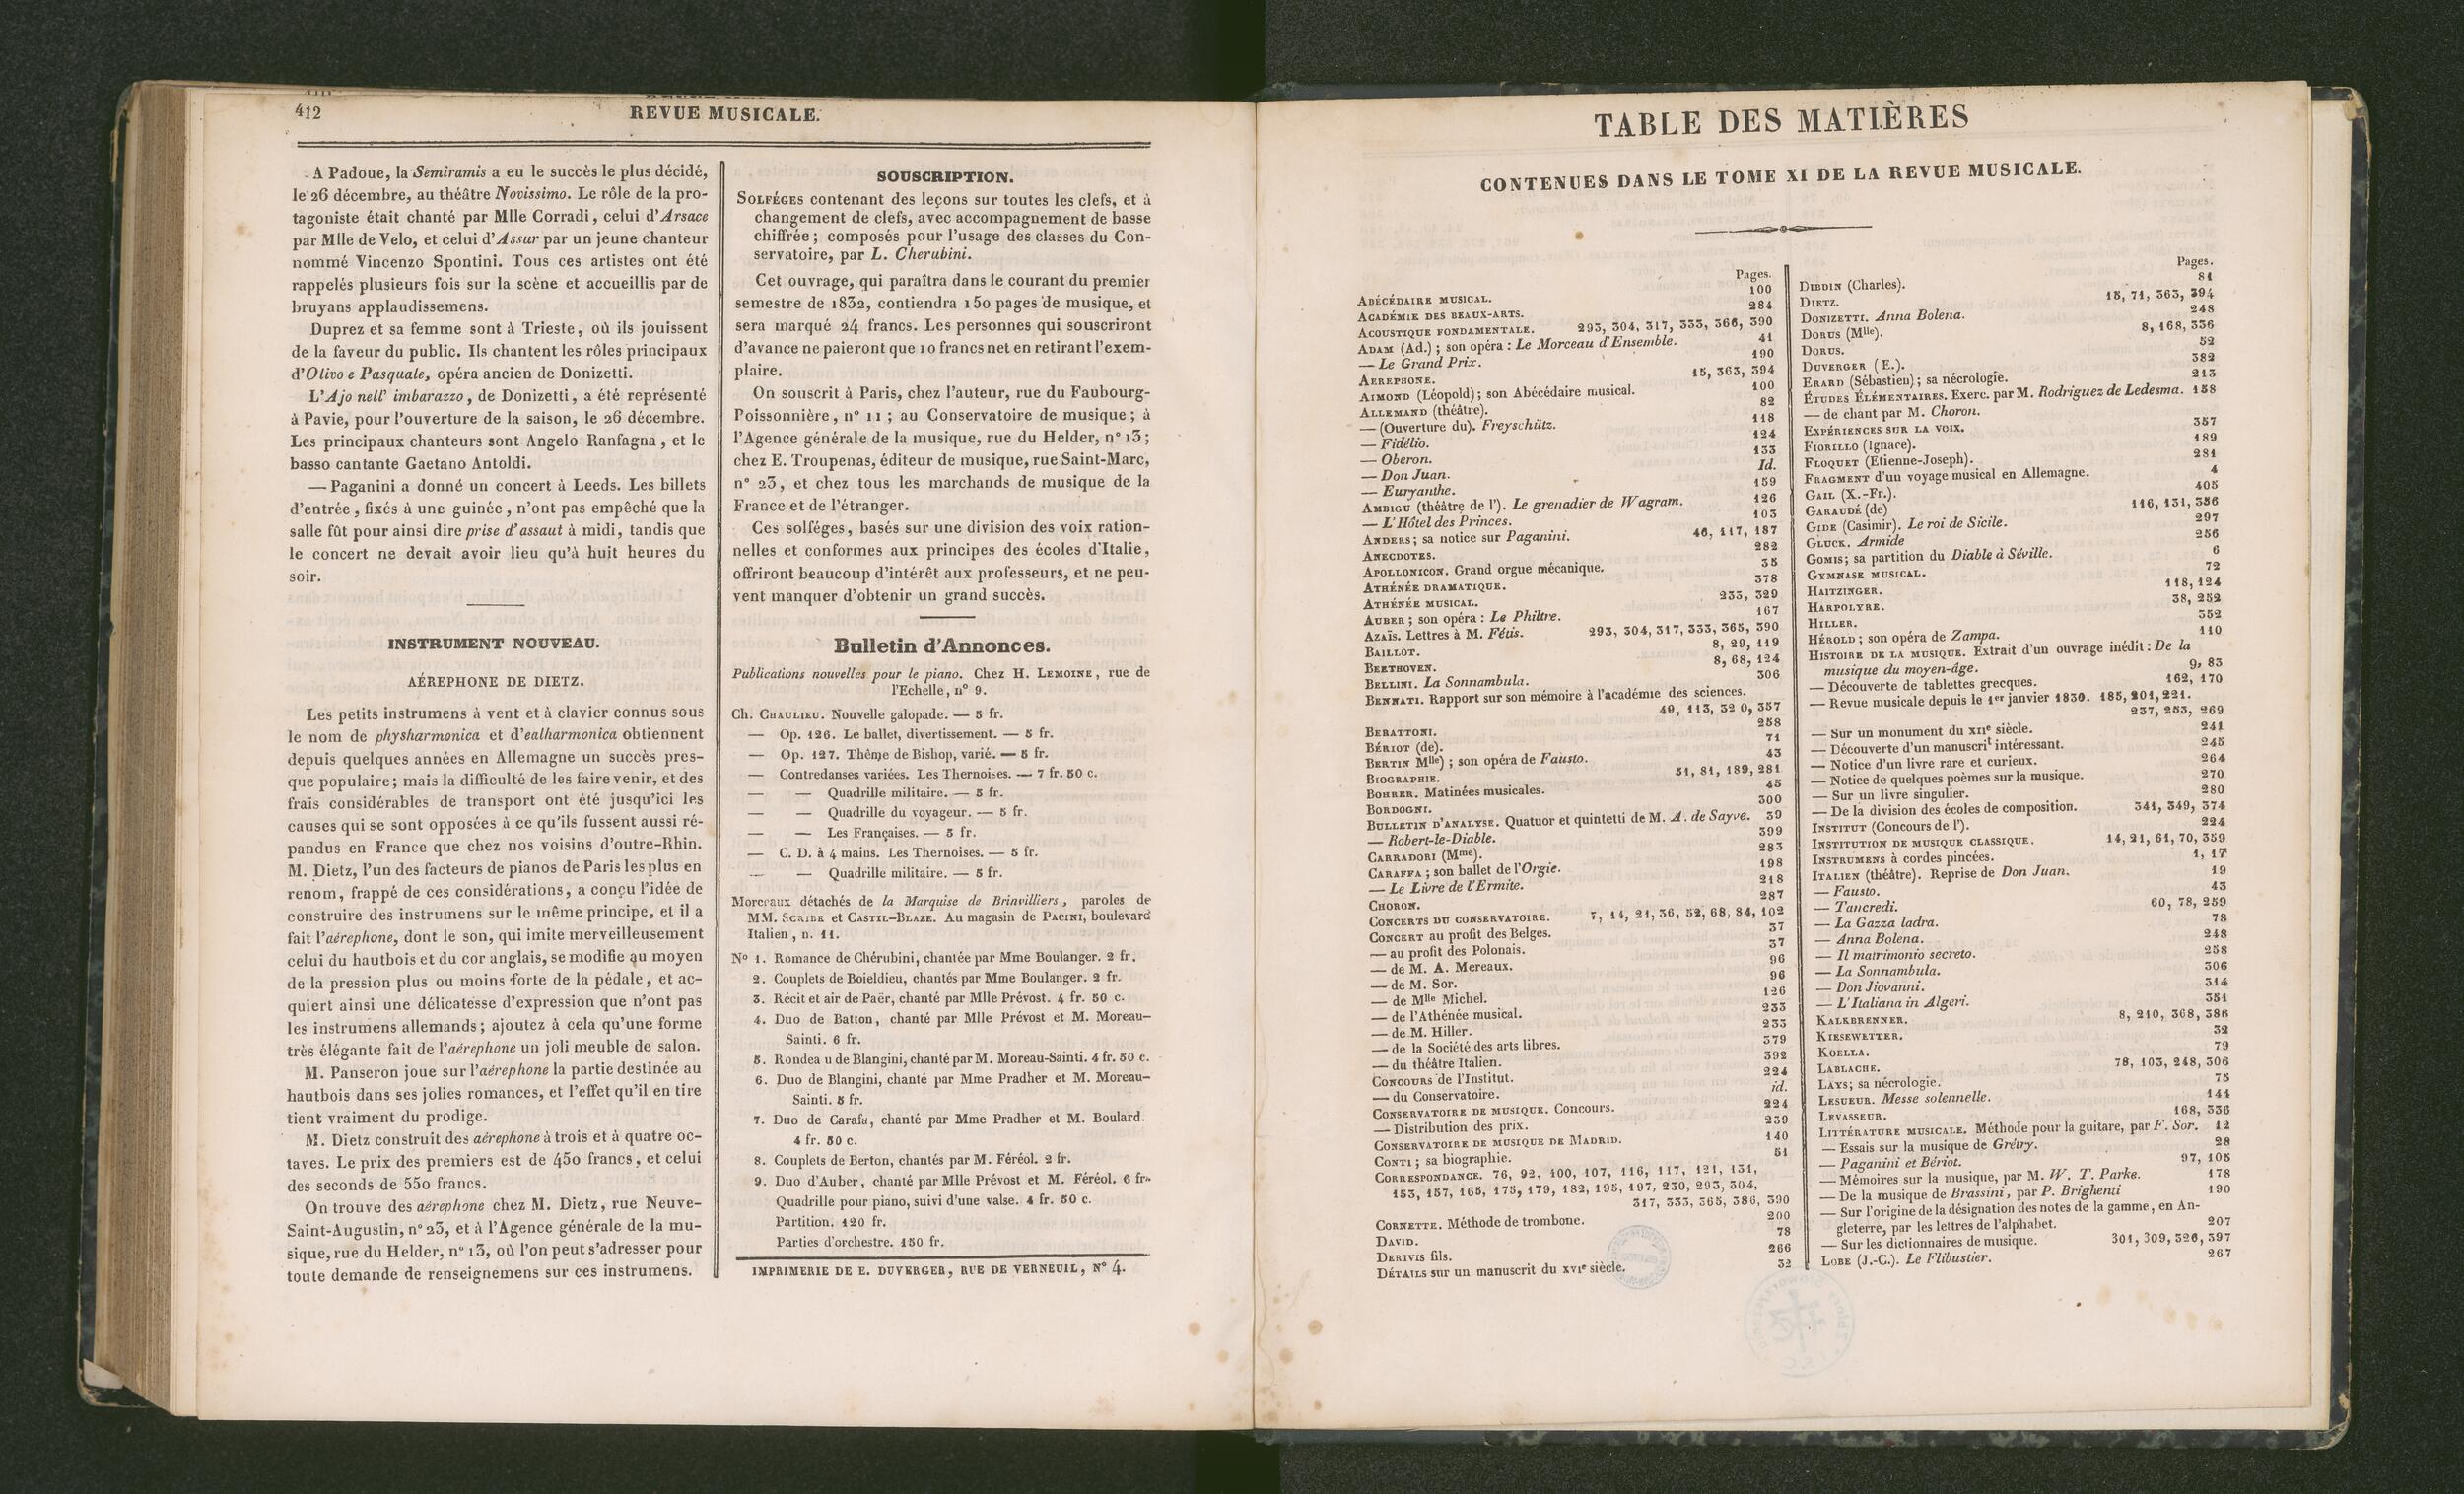 412
REVUE MUSICALE.
A Padoue, la Semiramis a eu le succès le plus décidé,
le 26 décembre, au théâtre Novissimo. Le rôle de la pro-
tagoniste était chanté par Mlle Corradi, celui d'Arsace
par Mlle de Velo, et celui d'Assur par un jeune chanteur
nommé Vincenzo Spontini. Tous ces artistes ont été
rappelés plusieurs fois sur la scène et accueillis par de
bruyans applaudissemens.
Duprez et sa femme sont à Trieste, où ils jouissent
de la faveur du public. Ils chantent les rôles principaux
d'Olivo e Pasquale, opéra ancien de Donizetti.
L'Ajo nell' imbarazzo, de Donizetti, a été représenté
à Pavie, pour l'ouverture de la saison, le 26 décembre.
Les principaux chanteurs sont Angelo Ranfagna, et le
basso cantante Gaetano Antoldi.
— Paganini a donné un concert à Leeds. Les billets
d'entrée, fixés à une guinée, n'ont pas empêché que la
salle fût pour ainsi dire prise d'assaut à midi, tandis que
le concert ne devait avoir lieu qu'à huit heures du
soir.
INSTRUMENT NOUVEAU.
AÉREPHONE DE DIETZ.
Les petits instrumens à vent et à clavier connus sous
le nom de physharmonica et d'ealharmonica obtiennent
depuis quelques années en Allemagne un succès pres-
que populaire; mais la difficulté de les faire venir, et des
frais considérables de transport ont été jusqu'ici les
causes qui se sont opposées à ce qu'ils fussent aussi ré-
pandus en France que chez nos voisins d'outre-Rhin.
M. Dietz, l'un des facteurs de pianos de Paris les plus en
renom, frappé de ces considérations, a conçu l'idée de
construire des instrumens sur le même principe, et il a
fait l'aérephone, dont le son, qui imite merveilleusement
celui du hautbois et du cor anglais, se modifie au moyen
de la pression plus ou moins forte de la pédale, et ac-
quiert ainsi une délicatesse d'expression que n'ont pas
les instrumens allemands; ajoutez à cela qu'une forme
très élégante fait de l'aérephone un joli meuble de salon.
M. Panseron joue sur l'aérephone la partie destinée au
hautbois dans ses jolies romances, et l'effet qu'il en tire
tient vraiment du prodige.
M. Dietz construit des aérephone à trois et à quatre oc-
taves. Le prix des premiers est de 450 francs, et celui
des seconds de 550 francs.
On trouve des aérephone chez M. Dietz, rue Neuve-
Saint-Augustin, n° 23, et à l'Agence générale de la mu-
sique, rue du Helder, n° 13, où l'on peut s'adresser pour
toute demande de renseignemens sur ces instrumens.
SOUSCRIPTION.
SOLFÉGES contenant des leçons sur toutes les clefs, et à
changement de clefs, avec accompagnement de basse
chiffrée; composés pour l'usage des classes du Con-
servatoire, par L. Cherubini.
Cet ouvrage, qui paraîtra dans le courant du premier
semestre de 1832, contiendra 150 pages de musique, et
sera marqué 24 francs. Les personnes qui souscriront
d'avance ne paieront que 10 francs net en retirant l'exem-
plaire.
On souscrit à Paris, chez l'auteur, rue du Faubourg-
Poissonnière, n° 11; au Conservatoire de musique; à
l'Agence générale de la musique, rue du Helder, n° 13;
chez E. Troupenas, éditeur de musique, rue Saint-Marc,
n° 23, et chez tous les marchands de musique de la
France et de l'étranger.
Ces solféges, basés sur une division des voix ration-
nelles et conformes aux principes des écoles d'Italie,
offriront beaucoup d'intérêt aux professeurs, et ne peu-
vent manquer d'obtenir un grand succès.
Bulletin d'Annonces.
Publications nouvelles pour le piano. Chez H. LEMOINE, rue de
l'Echelle, n° 9.
Ch. CHAULIEU. Nouvelle galopade. — 5 fr.
— Op. 126. Le ballet, divertissement. — 5 fr.
— Op. 127. Thême de Bishop, varié. — 5 fr.
— Contredanses variées. Les Thernoises. — 7 fr. 50 c.
— — Quadrille militaire. — 5 fr.
— — Quadrille du voyageur. — 5 fr.
— — Les Françaises. — 5 fr.
— C. D. à 4 mains. Les Thernoises. — 5 fr.
— — Quadrille militaire. — 5 fr.
Morceaux détachés de la Marquise de Brinvilliers, paroles de
MM. SCRIBE et CASTIL-BLAZE. Au magasin de PACINI, boulevard
Italien, n. 11.
N° 1. Romance de Chérubini, chantée par Mme Boulanger. 2 fr.
2. Couplets de Boieldieu, chantés par Mme Boulanger. 2 fr.
3. Récit et air de Paër, chanté par Mlle Prévost. 4 fr. 50 c.
4. Duo de Batton, chanté par Mlle Prévost et M. Moreau-
Sainti. 6 fr.
5. Rondea u de Blangini, chanté par M. Moreau-Sainti. 4 fr. 50 c.
6. Duo de Blangini, chanté par Mme Pradher et M. Moreau-
Sainti. 5 fr.
7. Duo de Carafa, chanté par Mme Pradher et M. Boulard.
4 fr. 50 c.
8. Couplets de Berton, chantés par M. Féréol. 2 fr.
9. Duo d'Auber, chanté par Mlle Prévost et M. Féréol. 6 fr.
Quadrille pour piano, suivi d'une valse. 4 fr. 50 c.
Partition. 120 fr.
Parties d'orchestre. 150 fr.
IMPRIMERIE DE E. DUVERGER, RUE DE VERNEUIL, N° 4.
TABLE DES MATIÈRES
CONTENUES DANS LE TOME XI DE LA REVUE MUSICALE.
Pages.
ABÉCÉDAIRE MUSICAL. 100
ACADÉMIE DES BEAUX-ARTS. 284
ACOUSTIQUE FONDAMENTALE. 293, 304, 317, 333, 366, 390
ADAM (Ad.); son opéra : Le Morceau d'Ensemble. 41
— Le Grand Prix. 190
AEREPHONE. 15, 363, 394
AIMOND (Léopold); son Abécédaire musical. 100
ALLEMAND (théâtre). 82
— (Ouverture du). Freyschütz. 118
— Fidélio. 124
— Oberon. 133
— Don Juan. Id.
— Euryanthe. 159
AMBIGU (théâtre de l'). Le grenadier de Wagram. 126
— L'Hôtel des Princes. 103
ANDERS; sa notice sur Paganini. 46, 117, 187
ANECDOTES. 282
APOLLONICON. Grand orgue mécanique. 35
ATHÉNÉE DRAMATIQUE. 378
ATHÉNÉE MUSICAL. 233, 329
AUBER; son opéra : Le Philtre. 167
AZAÏS. Lettres à M. Fétis. 293, 304, 317, 333, 365, 390
BAILLOT. 8, 29, 119
BEETHOVEN. 8, 68, 124
BELLINI. La Sonnambula. 306
BENNATI. Rapport sur son mémoire à l'académie des sciences.
40, 113, 32 0, 357
BERATTONI. 258
BÉRIOT (de). 71
BERTIN Mlle); son opéra de Fausto. 43
BIOGRAPHIE. 51, 81, 189, 281
BOHRER. Matinées musicales. 45
BORDOGNI. 300
BULLETIN D'ANALYSE. Quatuor et quintetti de M. A. de Sayve. 39
— Robert-le-Diable. 399
CARRADORI (Mme). 283
CARAFFA; son ballet de l'Orgie. 198
— Le Livre de l'Ermite. 218
CHORON. 287
CONCERTS DU CONSERVATOIRE. 7, 14, 21, 36, 52, 68, 84, 102
CONCERT au profit des Belges. 37
— au profit des Polonais. 37
— de M. A. Mereaux. 96
— de M. Sor. 96
— de Mlle Michel. 126
— de l'Athénée musical. 233
— de M. Hiller. 233
— de la Société des arts libres. 379
— du théâtre Italien. 392
CONCOURS de l'Institut. 224
— du Conservatoire. id.
CONSERVATOIRE DE MUSIQUE. Concours. 224
— Distribution des prix. 239
CONSERVATOIRE DE MUSIQUE DE MADRID. 140
CONTI; sa biographie. 51
CORRESPONDANCE. 76, 92, 100, 107, 116, 117, 121, 131,
153, 157, 165, 175, 179, 182, 195, 197, 230, 293, 304,
317, 333, 365, 386, 390
CORNETTE. Méthode de trombone. 200
DAVID. 78
DERIVIS fils. 266
DÉTAILS sur un manuscrit du XVIe siècle. 32
Pages.
DIBDIN (Charles). 81
DIETZ. 15, 71, 363, 394
DONIZETTI. Anna Bolena. 248
DORUS (Mlle). 8, 168, 336
DORUS. 52
DUVERGER (E.). 382
ERARD (Sébastien); sa nécrologie. 213
ÉTUDES ÉLÉMENTAIRES. Exerc. par M. Rodriguez de Ledesma. 158
— de chant par M. Choron.
EXPÉRIENCES SUR LA VOIX. 357
FIORILLO (Ignace). 189
FLOQUET (Etienne-Joseph). 281
FRAGMENT d'un voyage musical en Allemagne. 4
GAIL (X.-Fr.). 405
GARAUDÉ (de) 116, 131, 356
GIDE (Casimir). Le roi de Sicile. 297
GLUCK. Armide 256
GOMIS; sa partition du Diable à Séville. 6
GYMNASE MUSICAL. 72
HAITZINGER. 118, 124
HARPOLYRE. 38, 252
HILLER. 352
HÉROLD; son opéra de Zampa. 110
HISTOIRE DE LA MUSIQUE. Extrait d'un ouvrage inédit : De la
musique du moyen-âge. 9, 83
— Découverte de tablettes grecques. 162, 170
— Revue musicale depuis le 1er janvier 1830. 185, 201, 221.
237, 253, 269
— Sur un monument du XIIe siècle. 241
— Découverte d'un manuscrit intéressant. 245
— Notice d'un livre rare et curieux. 264
— Notice de quelques poèmes sur la musique. 270
— Sur un livre singulier. 280
— De la division des écoles de composition. 341, 349, 374
INSTITUT (Concours de l'). 224
INSTITUTION DE MUSIQUE CLASSIQUE. 14, 21, 61, 70, 359
INSTRUMENS à cordes pincées. 1, 17
ITALIEN (théâtre). Reprise de Don Juan. 19
— Fausto. 43
— Tancredi. 60, 78, 259
— La Gazza ladra. 78
— Anna Bolena. 248
— Il matrimonio secreto. 258
— La Sonnambula. 306
— Don Jiovanni. 314
— L'Italiana in Algeri. 351
KALKBRENNER. 8, 210, 368, 386
KIESEWETTER. 32
KOELLA. 79
LABLACHE. 78, 103, 248, 306
LAYS; sa nécrologie. 75
LESUEUR. Messe solennelle. 144
LEVASSEUR. 168, 336
LITTÉRATURE MUSICALE. Méthode pour la guitare, par F. Sor. 12
— Essais sur la musique de Grétry. 28
— Paganini et Bériot. 97, 105
— Mémoires sur la musique, par M. W. T. Parke. 178
— De la musique de Brassini, par P. Brighenti 190
— Sur l'origine de la désignation des notes de la gamme, en An-
gleterre, par les lettres de l'alphabet. 207
— Sur les dictionnaires de musique. 301, 309, 326, 397
LOBE (J.-C.). Le Flibustier. 267